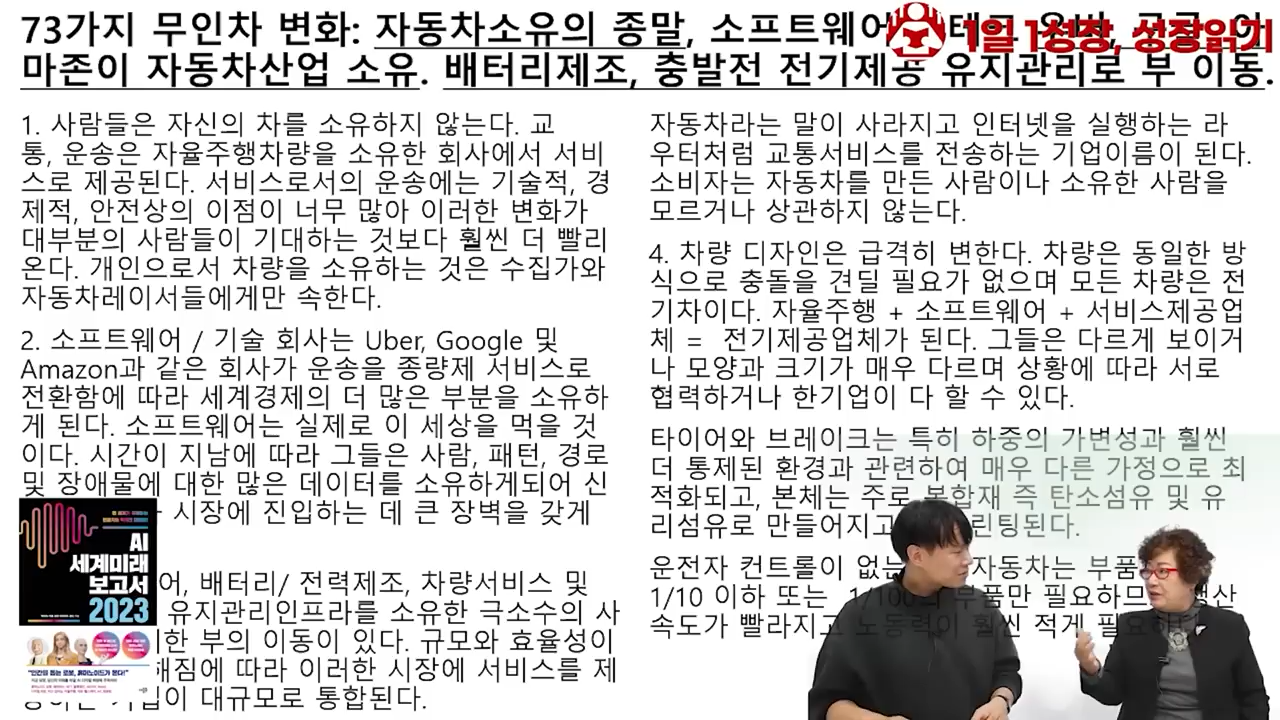 73가지 무인차 변화: 자동차소유의 종말, 소프트웨어
마존이 자동차산업 소유. 배터리제조, 충발전 전기제공 유지관리로 부 이동.
1일 1성장, 성장읽기
1. 사람들은 자신의 차를 소유하지 않는다. 교
통, 운송은 자율주행차량을 소유한 회사에서 서비
스로 제공된다. 서비스로서의 운송에는 기술적, 경
제적, 안전상의 이점이 너무 많아 이러한 변화가
대부분의 사람들이 기대하는 것보다 훨씬 더 빨리
온다. 개인으로서 차량을 소유하는 것은 수집가와
자동차레이서들에게만 속한다.
2. 소프트웨어 / 기술 회사는 Uber, Google 및
Amazon과 같은 회사가 운송을 종량제 서비스로
전환함에 따라 세계경제의 더 많은 부분을 소유하
게 된다. 소프트웨어는 실제로 이 세상을 먹을 것
이다. 시간이 지남에 따라 그들은 사람, 패턴, 경로
및 장애물에 대한 많은 데이터를 소유하게되어 신
시장에 진입하는 데 큰 장벽을 갖게
어, 배터리/ 전력제조, 차량서비스 및
유지관리인프라를 소유한 극소수의 사
한 부의 이동이 있다. 규모와 효율성이
해짐에 따라 이러한 시장에 서비스를 제
이 대규모로 통합된다.
자동차라는 말이 사라지고 인터넷을 실행하는 라
우터처럼 교통서비스를 전송하는 기업이름이 된다.
소비자는 자동차를 만든 사람이나 소유한 사람을
모르거나 상관하지 않는다.
4. 차량 디자인은 급격히 변한다. 차량은 동일한 방
식으로 충돌을 견딜 필요가 없으며 모든 차량은 전
기차이다. 자율주행 + 소프트웨어 + 서비스제공업
체 = 전기제공업체가 된다. 그들은 다르게 보이거
나 모양과 크기가 매우 다르며 상황에 따라 서로
협력하거나 한기업이 다 할 수 있다.
타이어와 브레이크는 특히 하중의 가변성과 훨씬
더 통제된 환경과 관련하여 매우 다른 가정으로 최
적화되고, 본체는 주로 복합재 즉 탄소섬유 및 유
리섬유로 만들어지고 린팅된다.
운전자 컨트롤이 없는 자동차는 부품
1/10 이하 또는 1/100의 부품만 필요하므로 생산
속도가 빨라지고 노동력이 훨씬 적게 필요하
AI
세계미래
보고서
2023